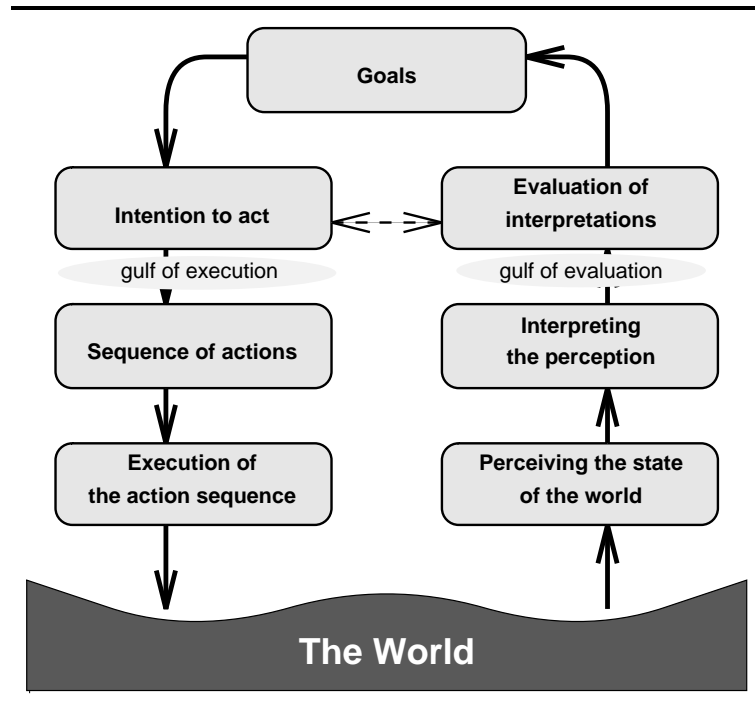 Goals
Intention to act
Evaluation of
interpretations
gulf of execution
gulf of evaluation
Sequence of actions
Interpreting
the perception
Execution of
the action sequence
Perceiving the state
of the world
The World